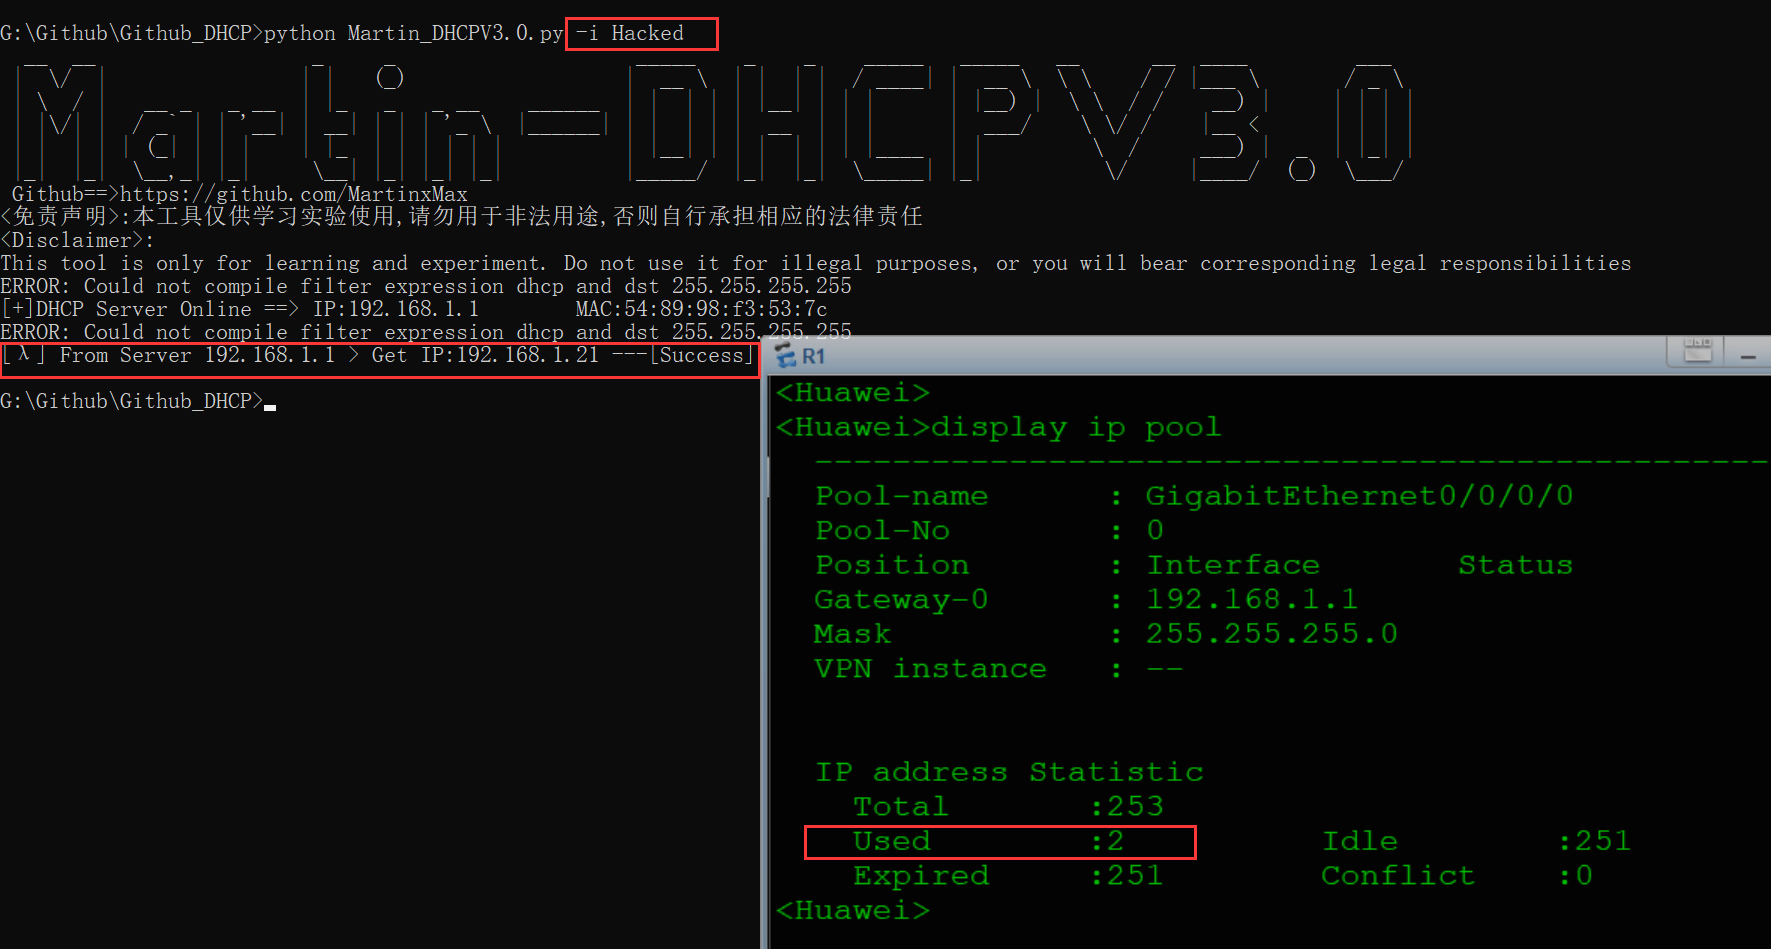 G:\Github\Github_DHCP>python Martin_DHCPV3.0.py -i Hacked
Martin-DHCPV3.0
Github==>https://github.com/MartinxMax
<免责声明>:本工具仅供学习实验使用,请勿用于非法用途,否则自行承担相应的法律责任
<Disclaimer>:
This tool is only for learning and experiment. Do not use it for illegal purposes, or you will bear corresponding legal responsibilities
ERROR: Could not compile filter expression dhcp and dst 255.255.255.255
[+]DHCP Server Online ==> IP:192.168.1.1 MAC:54:89:98:f3:53:7c
ERROR: Could not compile filter expression dhcp and dst 255.255.255.255
[λ] From Server 192.168.1.1 > Get IP:192.168.1.21 ---[Success]
G:\Github\Github_DHCP>
R1
<Huawei>
<Huawei>display ip pool
-------------------------------------------------
Pool-name : GigabitEthernet0/0/0/0
Pool-No : 0
Position : Interface Status
Gateway-0 : 192.168.1.1
Mask : 255.255.255.0
VPN instance : --
IP address Statistic
Total :253
Used :2 Idle :251
Expired :251 Conflict :0
<Huawei>